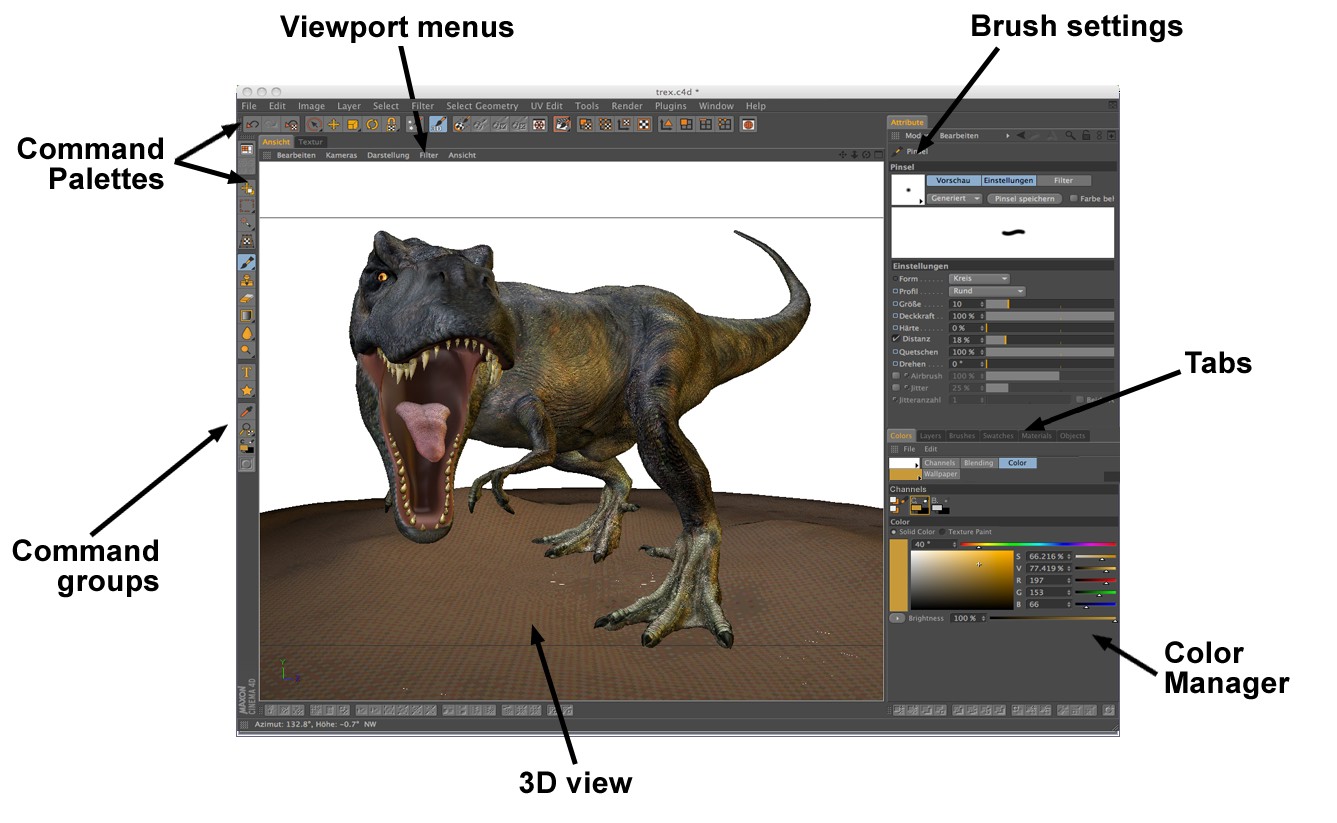 Viewport menus
Brush settings
trex.c4d *
File Edit Image Layer Select Filter Select Geometry UV Edit Tools Render Plugins Window Help
Command
Palettes
Attribute
Bearbeiten
Ansicht Textur
Bearbeiten Kameras Darstellung Filter Ansicht
Pinsel
Pinsel
Vorschau Einstellungen Filter
Generiert Pinsel speichern Farbe bel
Einstellungen
Form Kreis
Profil Rund
Größe 10
Deckkraft 100 %
Härte 0 %
Distanz 18 %
Quetschen 100 %
Drehen 0 °
Airbrush 100 %
Jitter 25 %
Jitteranzahl 1
Tabs
Colors Layers Brushes Swatches Materials Objects
File Edit
Channels Blending Color
Wallpaper
Channels
Color
Solid Color Texture Paint
40 °
S 66.216 %
V 77.419 %
R 197
G 153
B 66
Brightness 100 %
Command
groups
Color
Manager
Y
MAXON
CINEMA 4D
Azimut: 132.8°, Höhe: -0.7° NW
3D view